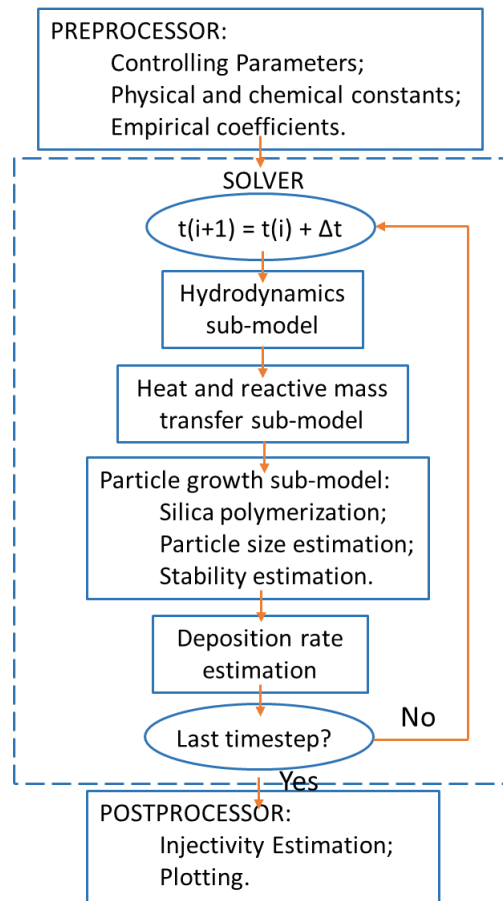 PREPROCESSOR:
Controlling Parameters;
Physical and chemical constants;
Empirical coefficients.
SOLVER
t(i+1) = t(i) + Δt
Hydrodynamics
sub-model
Heat and reactive mass
transfer sub-model
Particle growth sub-model:
Silica polymerization;
Particle size estimation;
Stability estimation.
Deposition rate
estimation
Last timestep?
No
Yes
POSTPROCESSOR:
Injectivity Estimation;
Plotting.